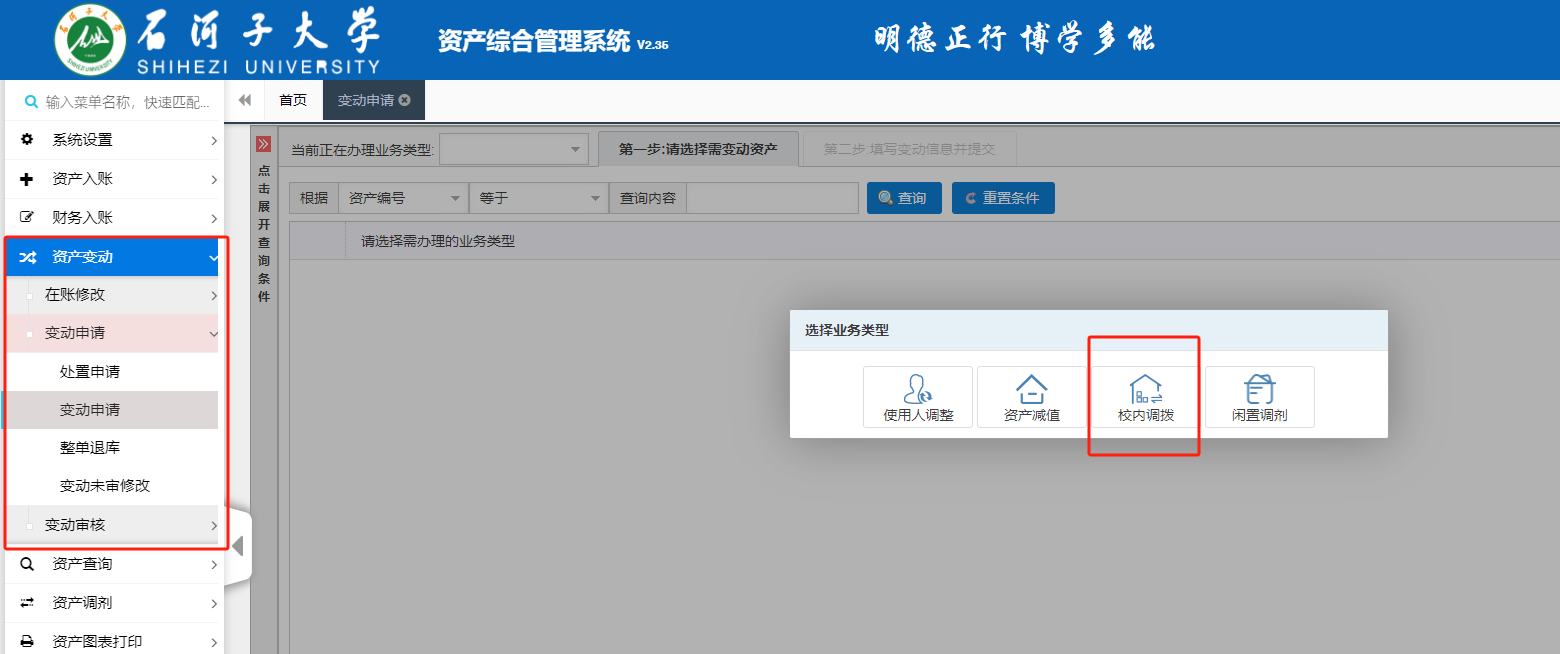 石河子大学
SHIHEZI UNIVERSITY
资产综合管理系统 V2.35
明德正行 博学多能
输入菜单名称，快速匹配...
首页
变动申请
系统设置
资产入账
财务入账
资产变动
在账修改
变动申请
处置申请
变动申请
整单退库
变动未审修改
变动审核
资产查询
资产调剂
资产图表打印
点击展开查询条件
当前正在办理业务类型:
第一步:请选择需变动资产
第二步 填写变动信息并提交
根据 资产编号 等于 查询内容 查询 重置条件
请选择需办理的业务类型
选择业务类型
使用人调整 资产减值 校内调拨 闲置调剂